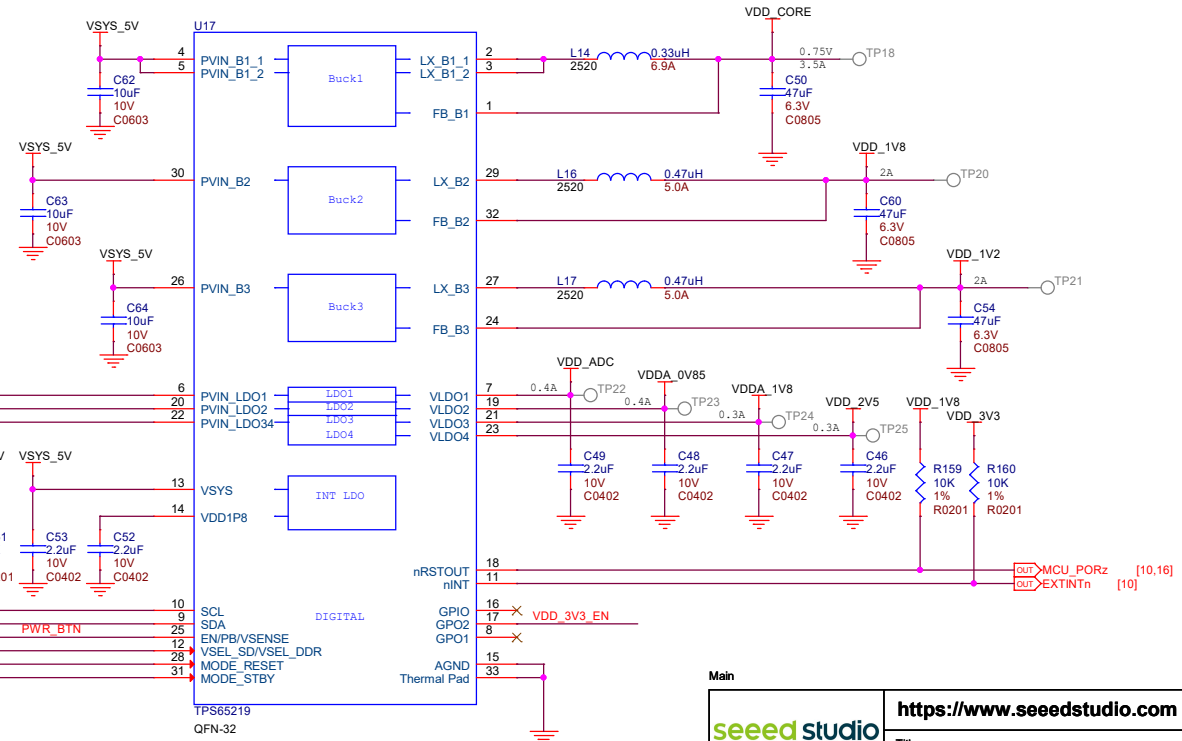 VDD_CORE
VSYS_5V
U17
4 PVIN_B1_1
5 PVIN_B1_2
Buck1
LX_B1_1 2
LX_B1_2 3
L14 0.33uH
2520 6.9A
0.75V
3.5A
TP18
C62
10uF
10V
C0603
C50
47uF
6.3V
C0805
FB_B1 1
VSYS_5V
VDD_1V8
30 PVIN_B2
Buck2
LX_B2 29
L16 0.47uH
2520 5.0A
2A
TP20
C63
10uF
10V
C0603
C60
47uF
6.3V
C0805
FB_B2 32
VSYS_5V
VDD_1V2
26 PVIN_B3
Buck3
LX_B3 27
L17 0.47uH
2520 5.0A
2A
TP21
C64
10uF
10V
C0603
C54
47uF
6.3V
C0805
FB_B3 24
VDD_ADC
VDDA_0V85
VDDA_1V8
VDD_2V5
VDD_1V8
VDD_3V3
6 PVIN_LDO1
20 PVIN_LDO2
22 PVIN_LDO34
LDO1
LDO2
LDO3
LDO4
VLDO1 7
VLDO2 19
VLDO3 21
VLDO4 23
0.4A TP22
0.4A TP23
0.3A TP24
0.3A TP25
C49
2.2uF
10V
C0402
C48
2.2uF
10V
C0402
C47
2.2uF
10V
C0402
C46
2.2uF
10V
C0402
R159
10K
1%
R0201
R160
10K
1%
R0201
V VSYS_5V
13 VSYS
14 VDD1P8
INT LDO
1
01
C53
2.2uF
10V
C0402
C52
2.2uF
10V
C0402
nRSTOUT 18
nINT 11
OUT MCU_PORz [10,16]
OUT EXTINTn [10]
10 SCL
9 SDA
PWR_BTN
25 EN/PB/VSENSE
12 VSEL_SD/VSEL_DDR
28 MODE_RESET
31 MODE_STBY
DIGITAL
GPIO 16
GPO2 17 VDD_3V3_EN
GPO1 8
AGND 15
Thermal Pad 33
TPS65219
QFN-32
Main
seeed studio
https://www.seeedstudio.com